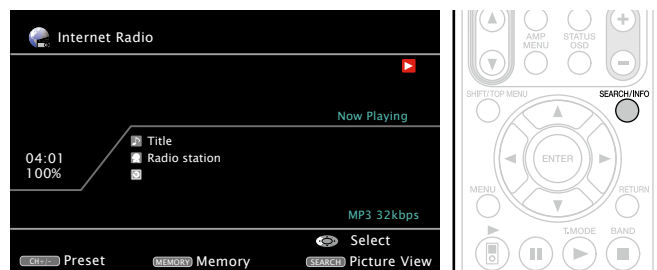 Internet Radio
Now Playing
Title
04:01
Radio station
100%
MP3 32kbps
Select
CH+/− Preset
MEMORY Memory
SEARCH Picture View
AMP MENU
STATUS OSD
+
−
SHIFT/TOP MENU
SEARCH/INFO
ENTER
MENU
RETURN
T.MODE
BAND